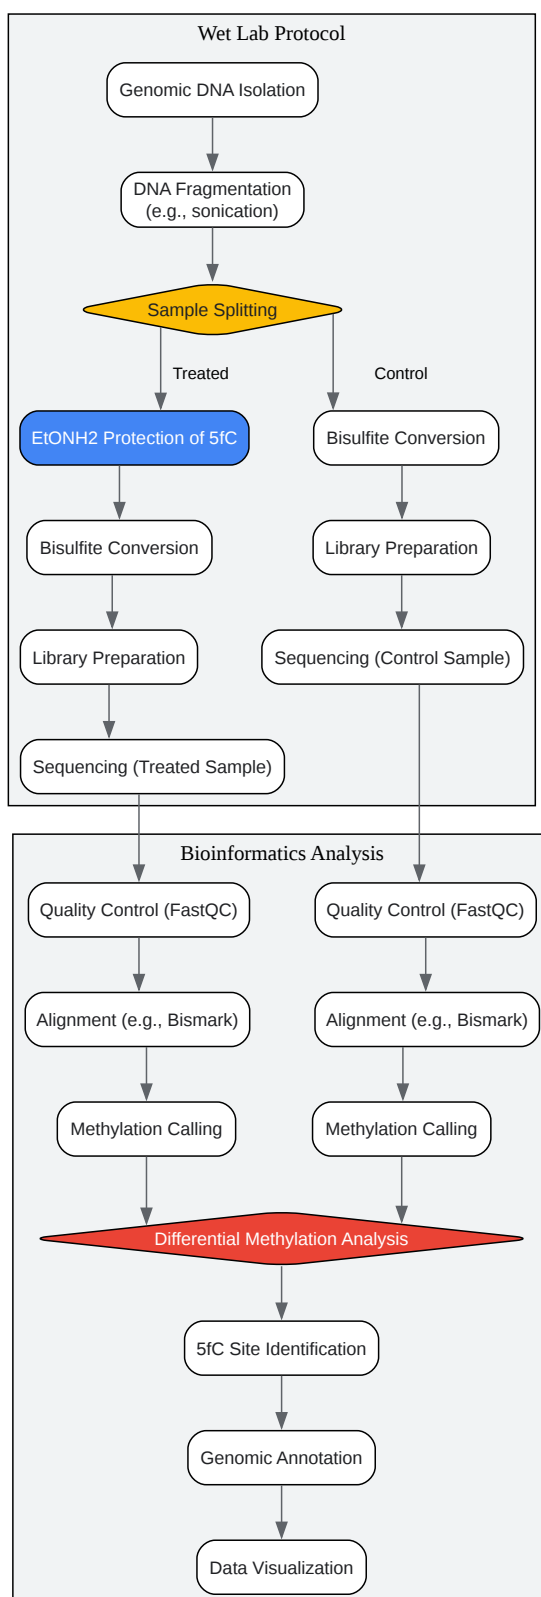 Wet Lab Protocol
Genomic DNA Isolation
DNA Fragmentation
(e.g., sonication)
Sample Splitting
Treated
Control
EtONH2 Protection of 5fC
Bisulfite Conversion
Bisulfite Conversion
Library Preparation
Library Preparation
Sequencing (Control Sample)
Sequencing (Treated Sample)
Bioinformatics Analysis
Quality Control (FastQC)
Quality Control (FastQC)
Alignment (e.g., Bismark)
Alignment (e.g., Bismark)
Methylation Calling
Methylation Calling
Differential Methylation Analysis
5fC Site Identification
Genomic Annotation
Data Visualization